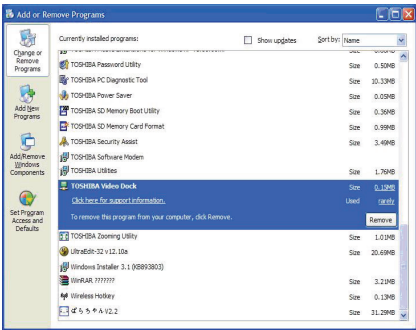 Add or Remove Programs
Change or
Remove
Programs
Add New
Programs
Add/Remove
Windows
Components
Set Program
Access and
Defaults
Currently installed programs:
Show updates
Sort by: Name
TOSHIBA Password Utility Size 0.50MB
TOSHIBA PC Diagnostic Tool Size 10.33MB
TOSHIBA Power Saver Size 0.05MB
TOSHIBA SD Memory Boot Utility Size 0.36MB
TOSHIBA SD Memory Card Format Size 0.99MB
TOSHIBA Security Assist Size 3.49MB
TOSHIBA Software Modem
TOSHIBA Utilities Size 1.76MB
TOSHIBA Video Dock Size 0.15MB
Click here for support information. Used rarely
To remove this program from your computer, click Remove. Remove
TOSHIBA Zooming Utility Size 1.01MB
UltraEdit-32 v12.10a Size 20.69MB
Windows Installer 3.1 (KB893803)
WinRAR ??????? Size 3.21MB
Wireless Hotkey Size 0.13MB
ぱちちゃんV2.2 Size 31.29MB